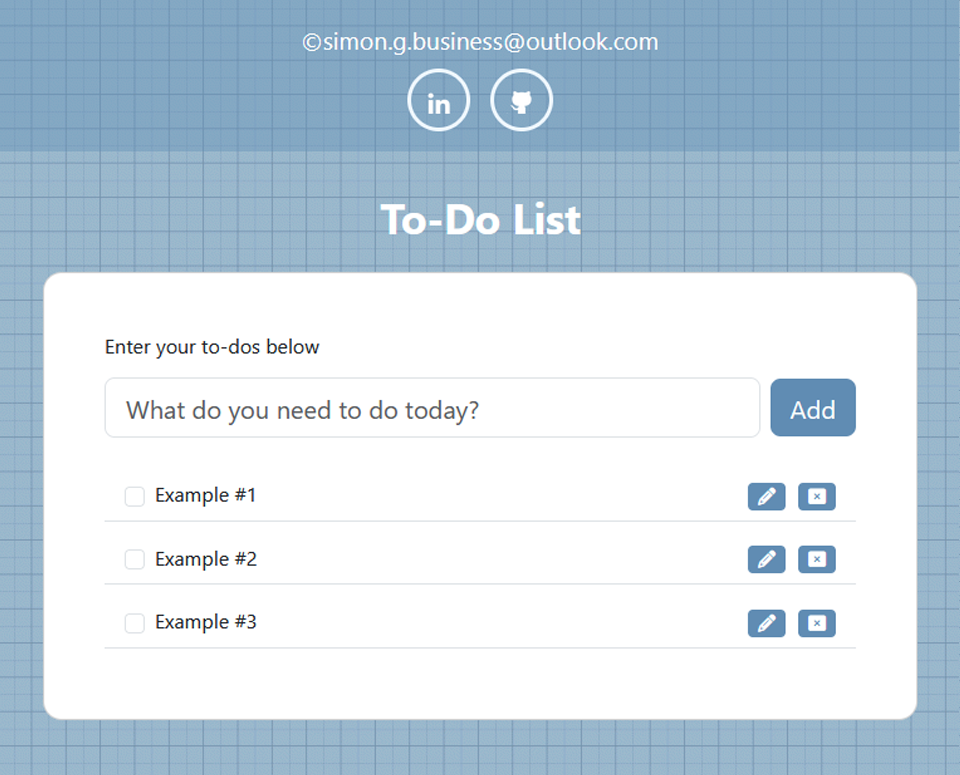 ©simon.g.business@outlook.com
in
To-Do List
Enter your to-dos below
What do you need to do today?
Add
Example #1
Example #2
Example #3